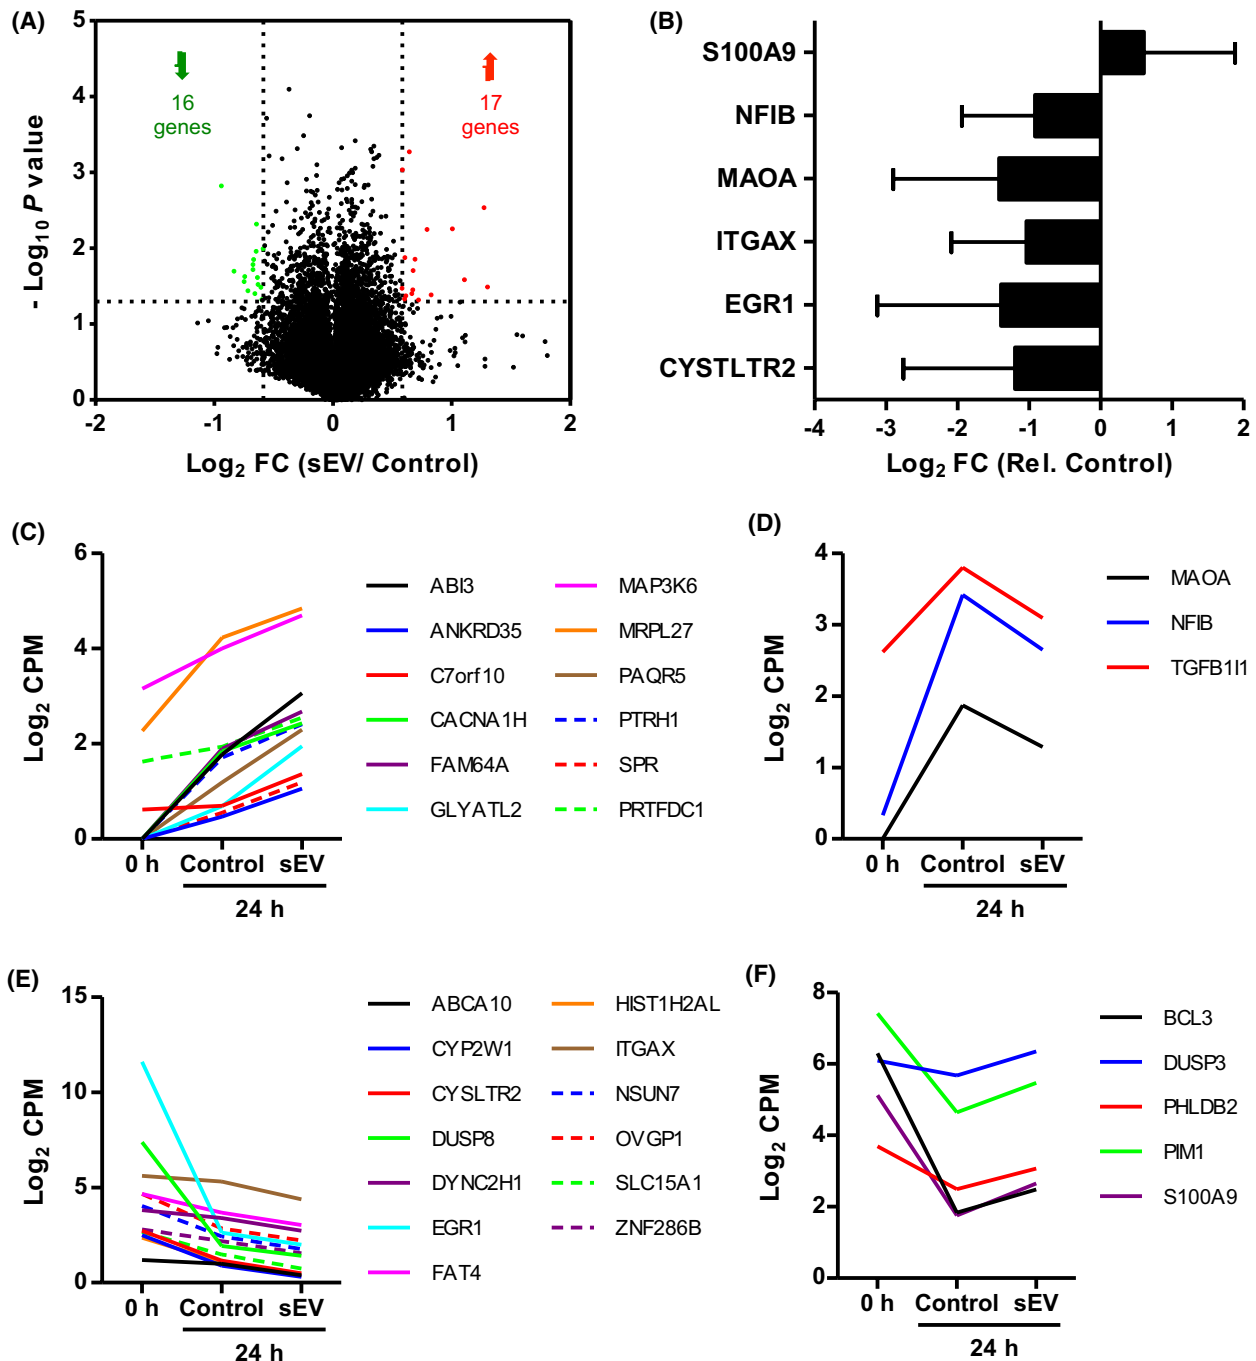 (A)
5
4
3
2
1
0
- Log10 P value
16
genes
17
genes
-2
-1
0
1
2
Log2 FC (sEV/ Control)
(B)
S100A9
NFIB
MAOA
ITGAX
EGR1
CYSTLTR2
-4
-3
-2
-1
0
1
2
Log2 FC (Rel. Control)
(C)
6
4
2
0
Log2 CPM
0 h
Control
sEV
24 h
ABI3
ANKRD35
C7orf10
CACNA1H
FAM64A
GLYATL2
MAP3K6
MRPL27
PAQR5
PTRH1
SPR
PRTFDC1
(D)
4
3
2
1
0
Log2 CPM
0 h
Control
sEV
24 h
MAOA
NFIB
TGFB1I1
(E)
15
10
5
0
Log2 CPM
0 h
Control
sEV
24 h
ABCA10
CYP2W1
CYSLTR2
DUSP8
DYNC2H1
EGR1
FAT4
HIST1H2AL
ITGAX
NSUN7
OVGP1
SLC15A1
ZNF286B
(F)
8
6
4
2
0
Log2 CPM
0 h
Control
sEV
24 h
BCL3
DUSP3
PHLDB2
PIM1
S100A9